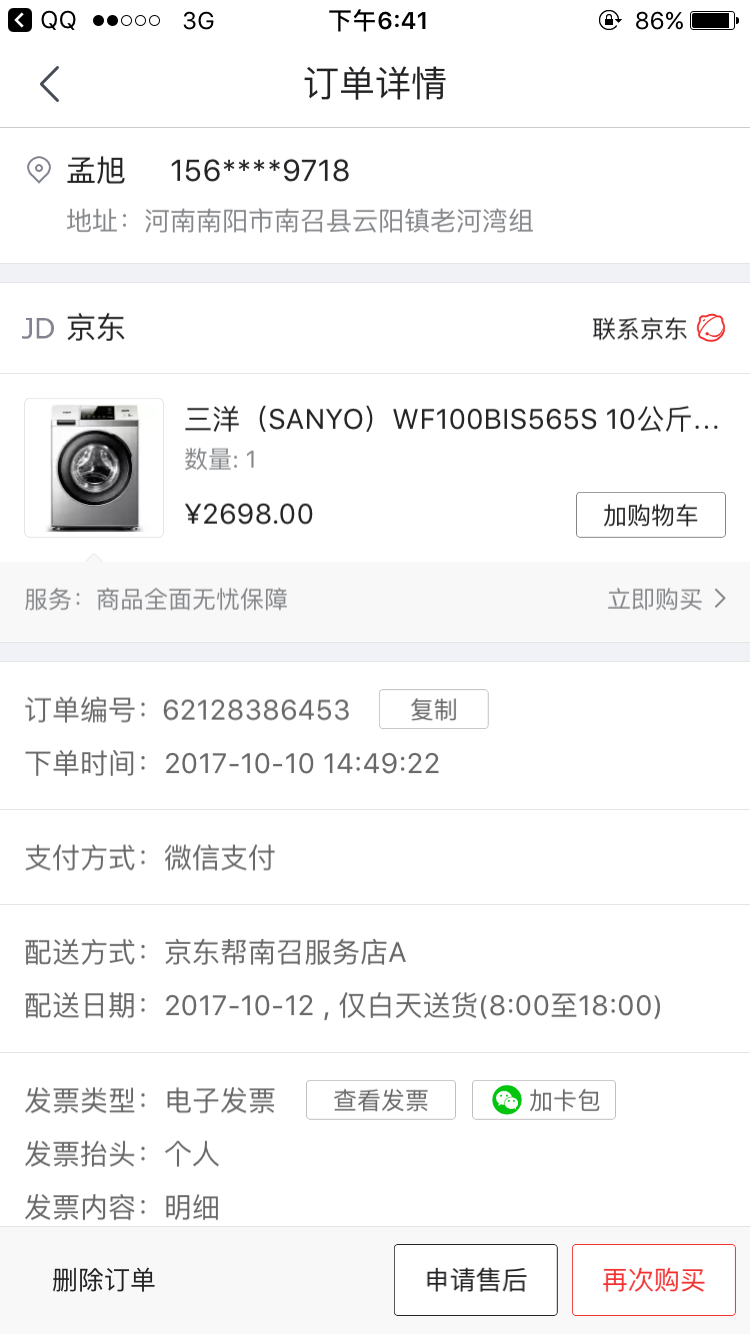 QQ 3G 下午6:41 86%
订单详情
孟旭 156****9718
地址：河南南阳市南召县云阳镇老河湾组
JD 京东 联系京东
三洋（SANYO）WF100BIS565S 10公斤...
数量: 1
¥2698.00 加购物车
服务：商品全面无忧保障 立即购买
订单编号：62128386453 复制
下单时间：2017-10-10 14:49:22
支付方式：微信支付
配送方式：京东帮南召服务店A
配送日期：2017-10-12 , 仅白天送货(8:00至18:00)
发票类型：电子发票 查看发票 加卡包
发票抬头：个人
发票内容：明细
删除订单 申请售后 再次购买